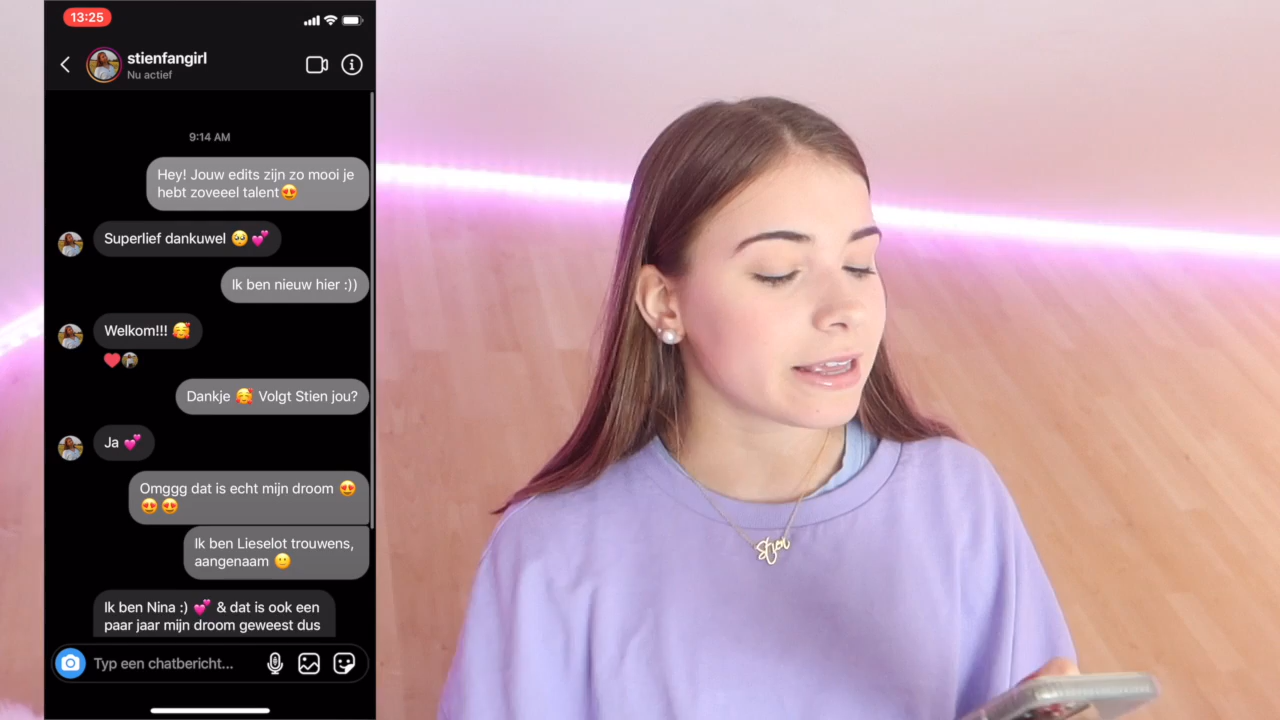 13:25
stienfangirl
Nu actief
9:14 AM
Hey! Jouw edits zijn zo mooi je
hebt zoveeel talent😍
Superlief dankuwel 🥺💕
Ik ben nieuw hier :))
Welkom!!! 🥰
Dankje 🥰 Volgt Stien jou?
Ja 💕
Omggg dat is echt mijn droom 😍
😍😍
Ik ben Lieselot trouwens,
aangenaam 🙂
Ik ben Nina :) 💕 & dat is ook een
paar jaar mijn droom geweest dus
Typ een chatbericht...
Stien